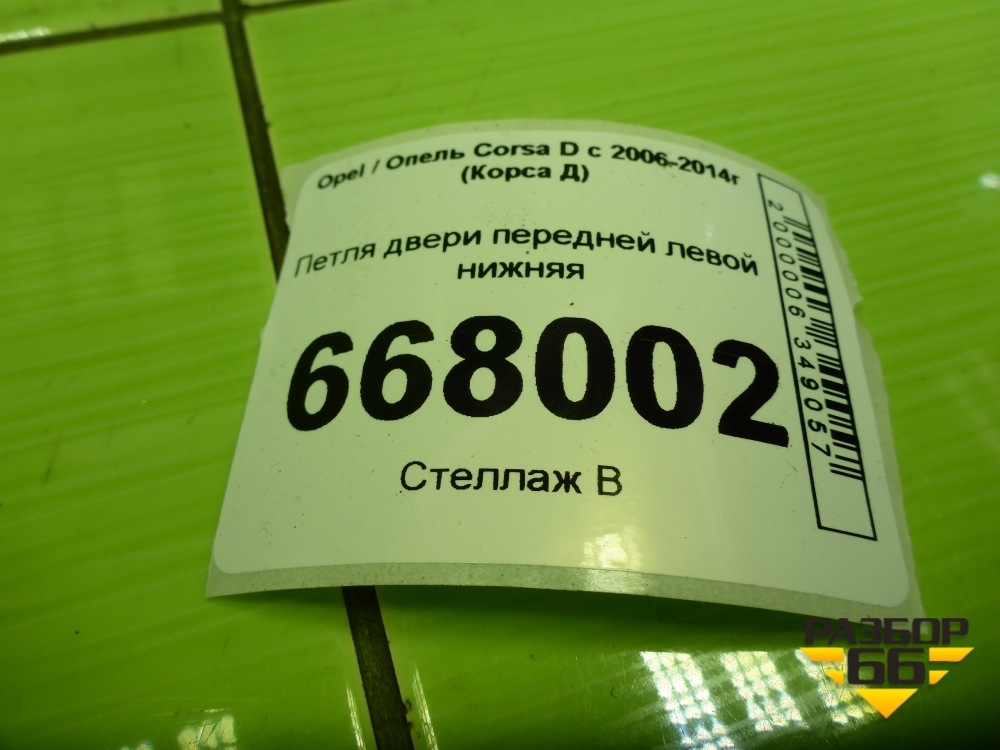 Opel / Опель Corsa D с 2006-2014г
(Корса Д)
Петля двери передней левой
нижняя
668002
Стеллаж В
2000006349057
РАЗБОР
66